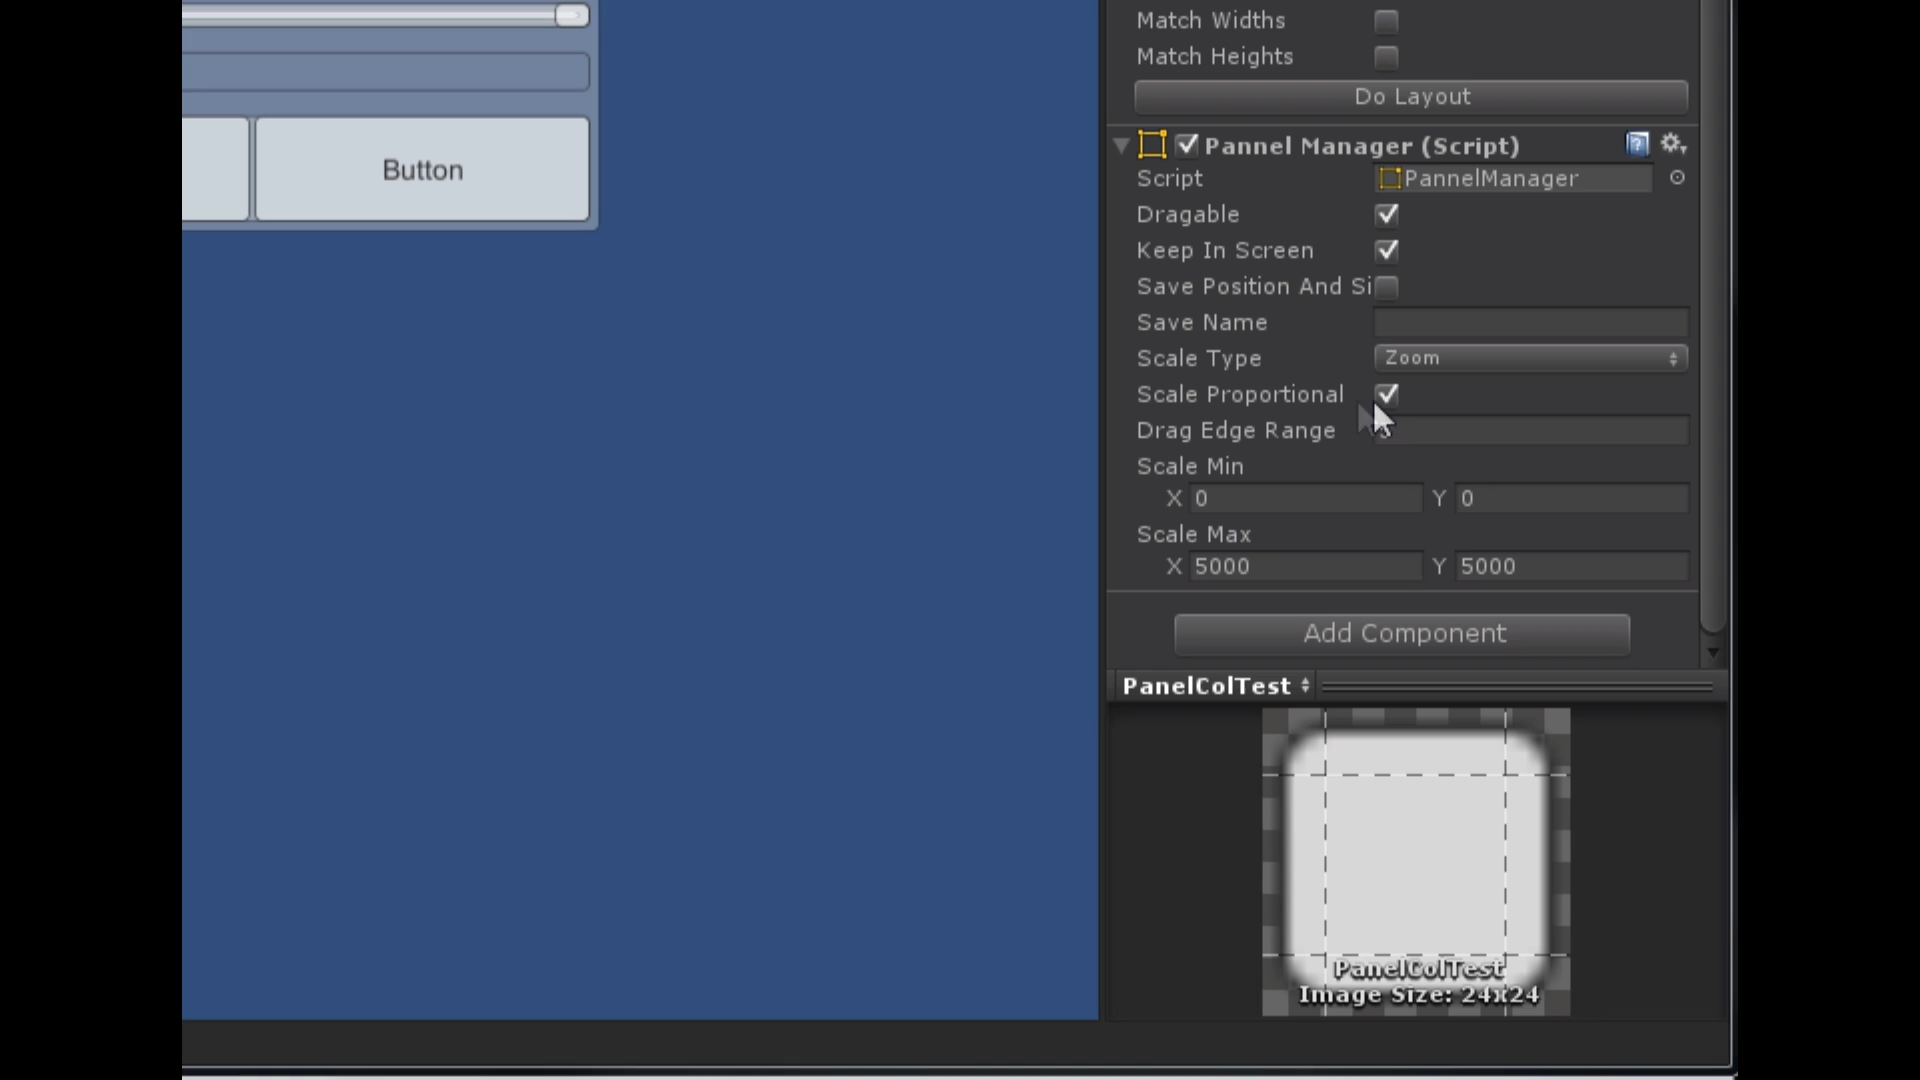 Match Widths
Match Heights
Do Layout
Button
Pannel Manager (Script)
Script PannelManager
Dragable
Keep In Screen
Save Position And Si
Save Name
Scale Type Zoom
Scale Proportional
Drag Edge Range
Scale Min
X 0 Y 0
Scale Max
X 5000 Y 5000
Add Component
PanelColTest
PanelColTest
Image Size: 24x24